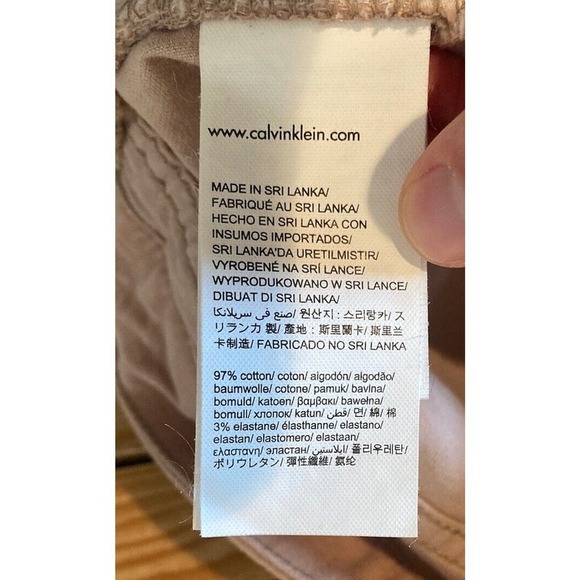 www.calvinklein.com
MADE IN SRI LANKA/
FABRIQUÉ AU SRI LANKA/
HECHO EN SRI LANKA CON
INSUMOS IMPORTADOS/
SRI LANKA'DA URETILMISTIR/
VYROBENÉ NA SRÍ LANCE/
WYPRODUKOWANO W SRI LANCE/
DIBUAT DI SRI LANKA/
صنع في سريلانكا/ 원산지 : 스리랑카/ ス
リランカ 製/ 產地 : 斯里蘭卡/ 斯里兰
卡制造/ FABRICADO NO SRI LANKA
97% cotton/ coton/ algodón/ algodão/
baumwolle/ cotone/ pamuk/ bavlna/
bomuld/ katoen/ βαμβακι/ bawełna/
bomull/ хлопок/ katun/ قطن/ 면/ 綿/ 棉
3% elastane/ élasthanne/ elastano/
elastan/ elastomero/ elastaan/
ελαστανη/ эластан/ ايلاستين/ 폴리우레탄/
ポリウレタン/ 彈性纖維/ 氨纶